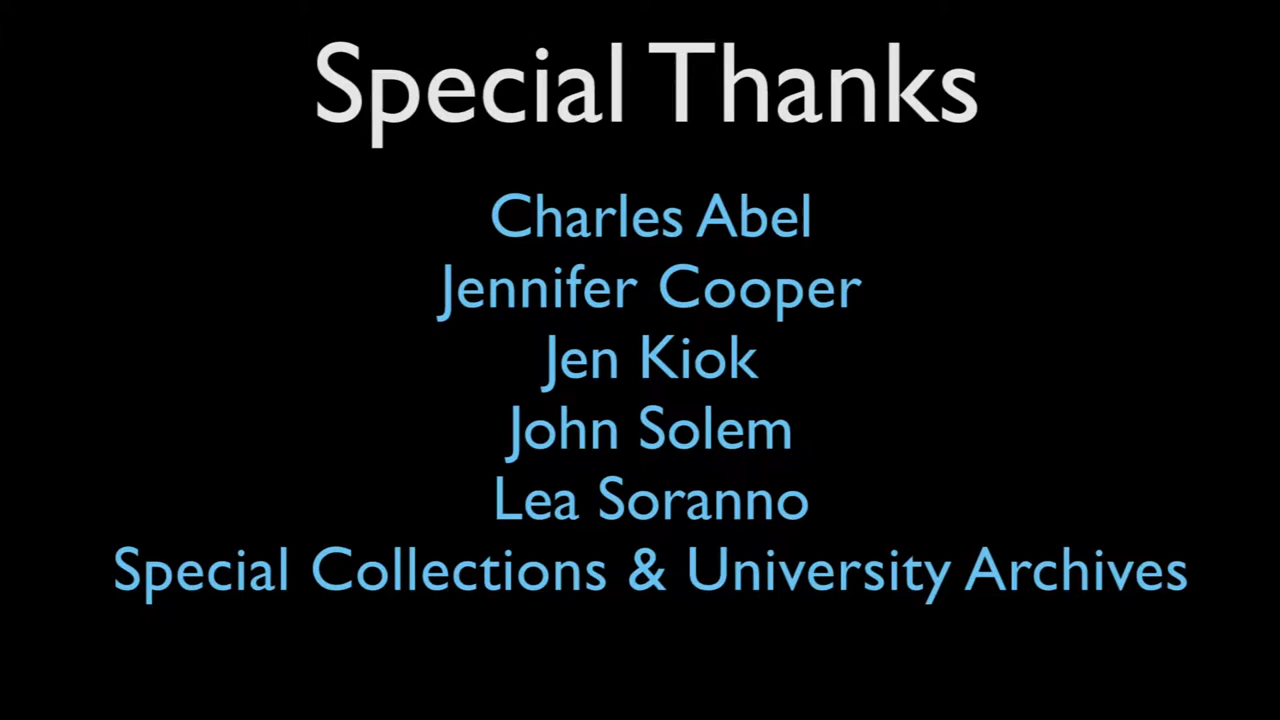 Special Thanks
Charles Abel
Jennifer Cooper
Jen Kiok
John Solem
Lea Soranno
Special Collections & University Archives